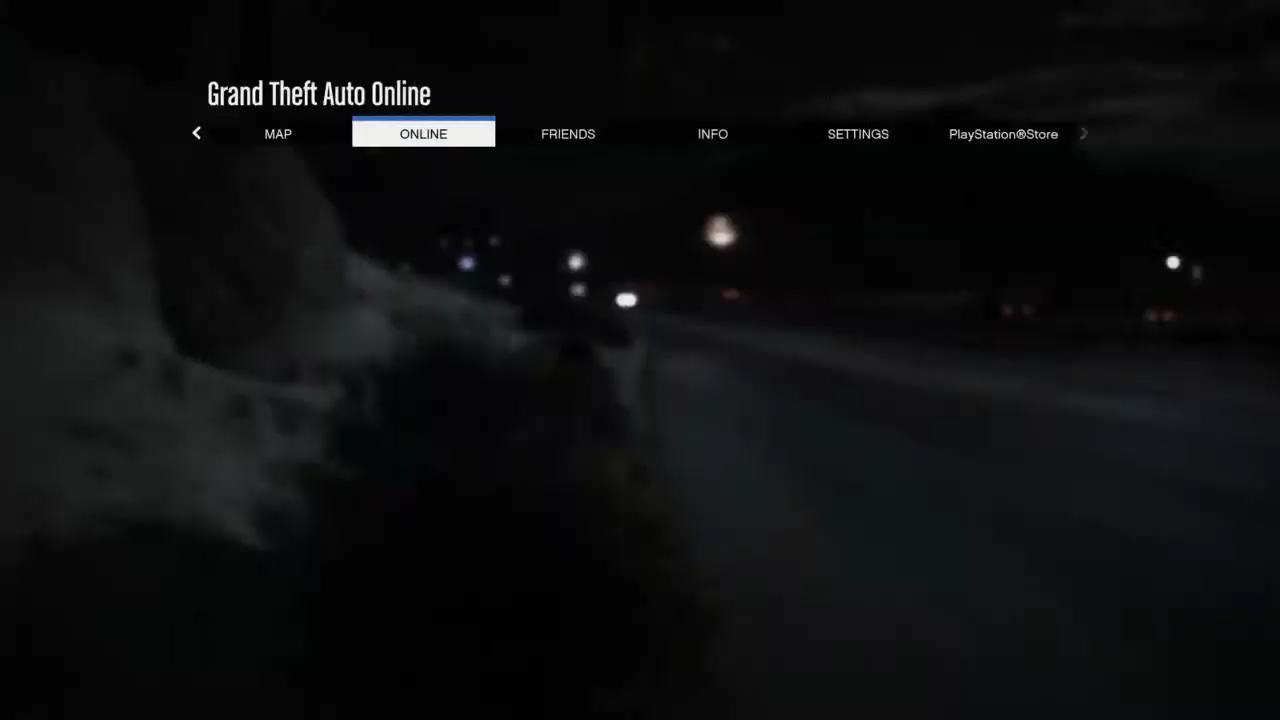 Grand Theft Auto Online
MAP ONLINE FRIENDS INFO SETTINGS PlayStation®Store